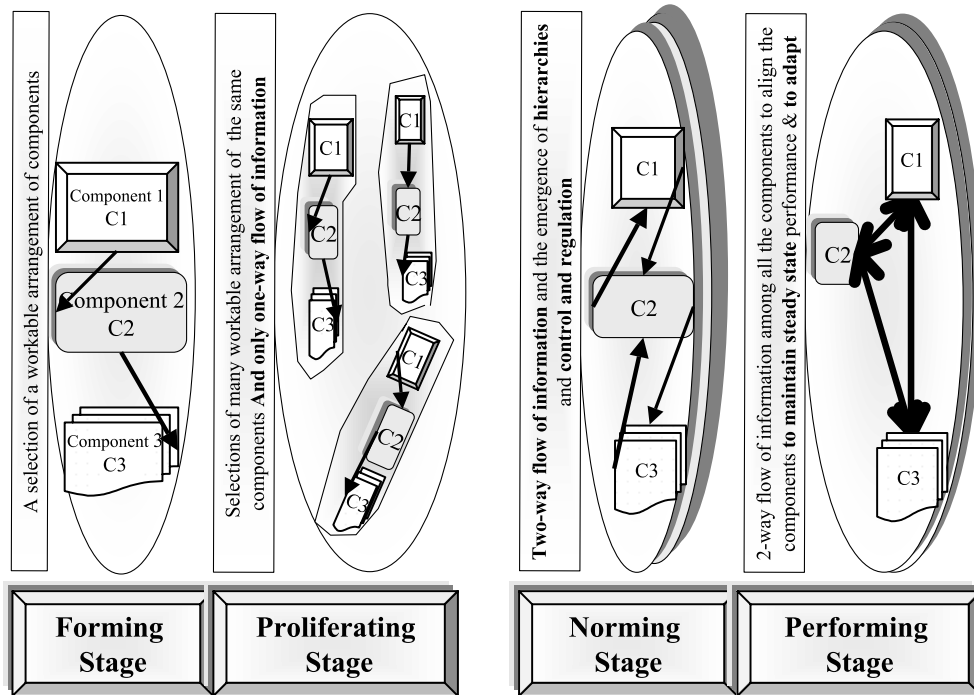 A selection of a workable arrangement of components
Component 1
C1
Component 2
C2
Component 3
C3
Forming
Stage
Selections of many workable arrangement of the same
components And only one-way flow of information
C1
C2
C3
C1
C2
C3
C1
C2
C3
Proliferating
Stage
Two-way flow of information and the emergence of hierarchies
and control and regulation
C1
C2
C3
Norming
Stage
2-way flow of information among all the components to align the
components to maintain steady state performance & to adapt
C1
C2
C3
Performing
Stage